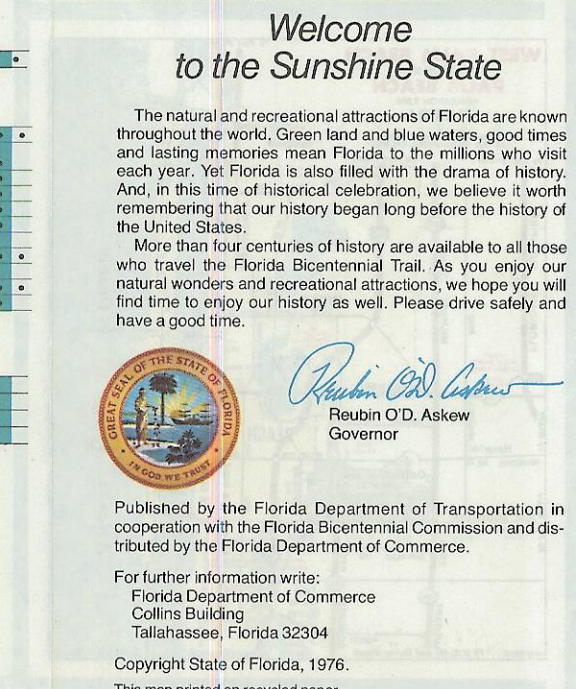 Welcome
to the Sunshine State
The natural and recreational attractions of Florida are known
throughout the world. Green land and blue waters, good times
and lasting memories mean Florida to the millions who visit
each year. Yet Florida is also filled with the drama of history.
And, in this time of historical celebration, we believe it worth
remembering that our history began long before the history of
the United States.
More than four centuries of history are available to all those
who travel the Florida Bicentennial Trail. As you enjoy our
natural wonders and recreational attractions, we hope you will
find time to enjoy our history as well. Please drive safely and
have a good time.
GREAT SEAL OF THE STATE OF FLORIDA
IN GOD WE TRUST
Reubin O'D. Askew
Reubin O'D. Askew
Governor
Published by the Florida Department of Transportation in
cooperation with the Florida Bicentennial Commission and dis-
tributed by the Florida Department of Commerce.
For further information write:
Florida Department of Commerce
Collins Building
Tallahassee, Florida 32304
Copyright State of Florida, 1976.
This map printed on recycled paper